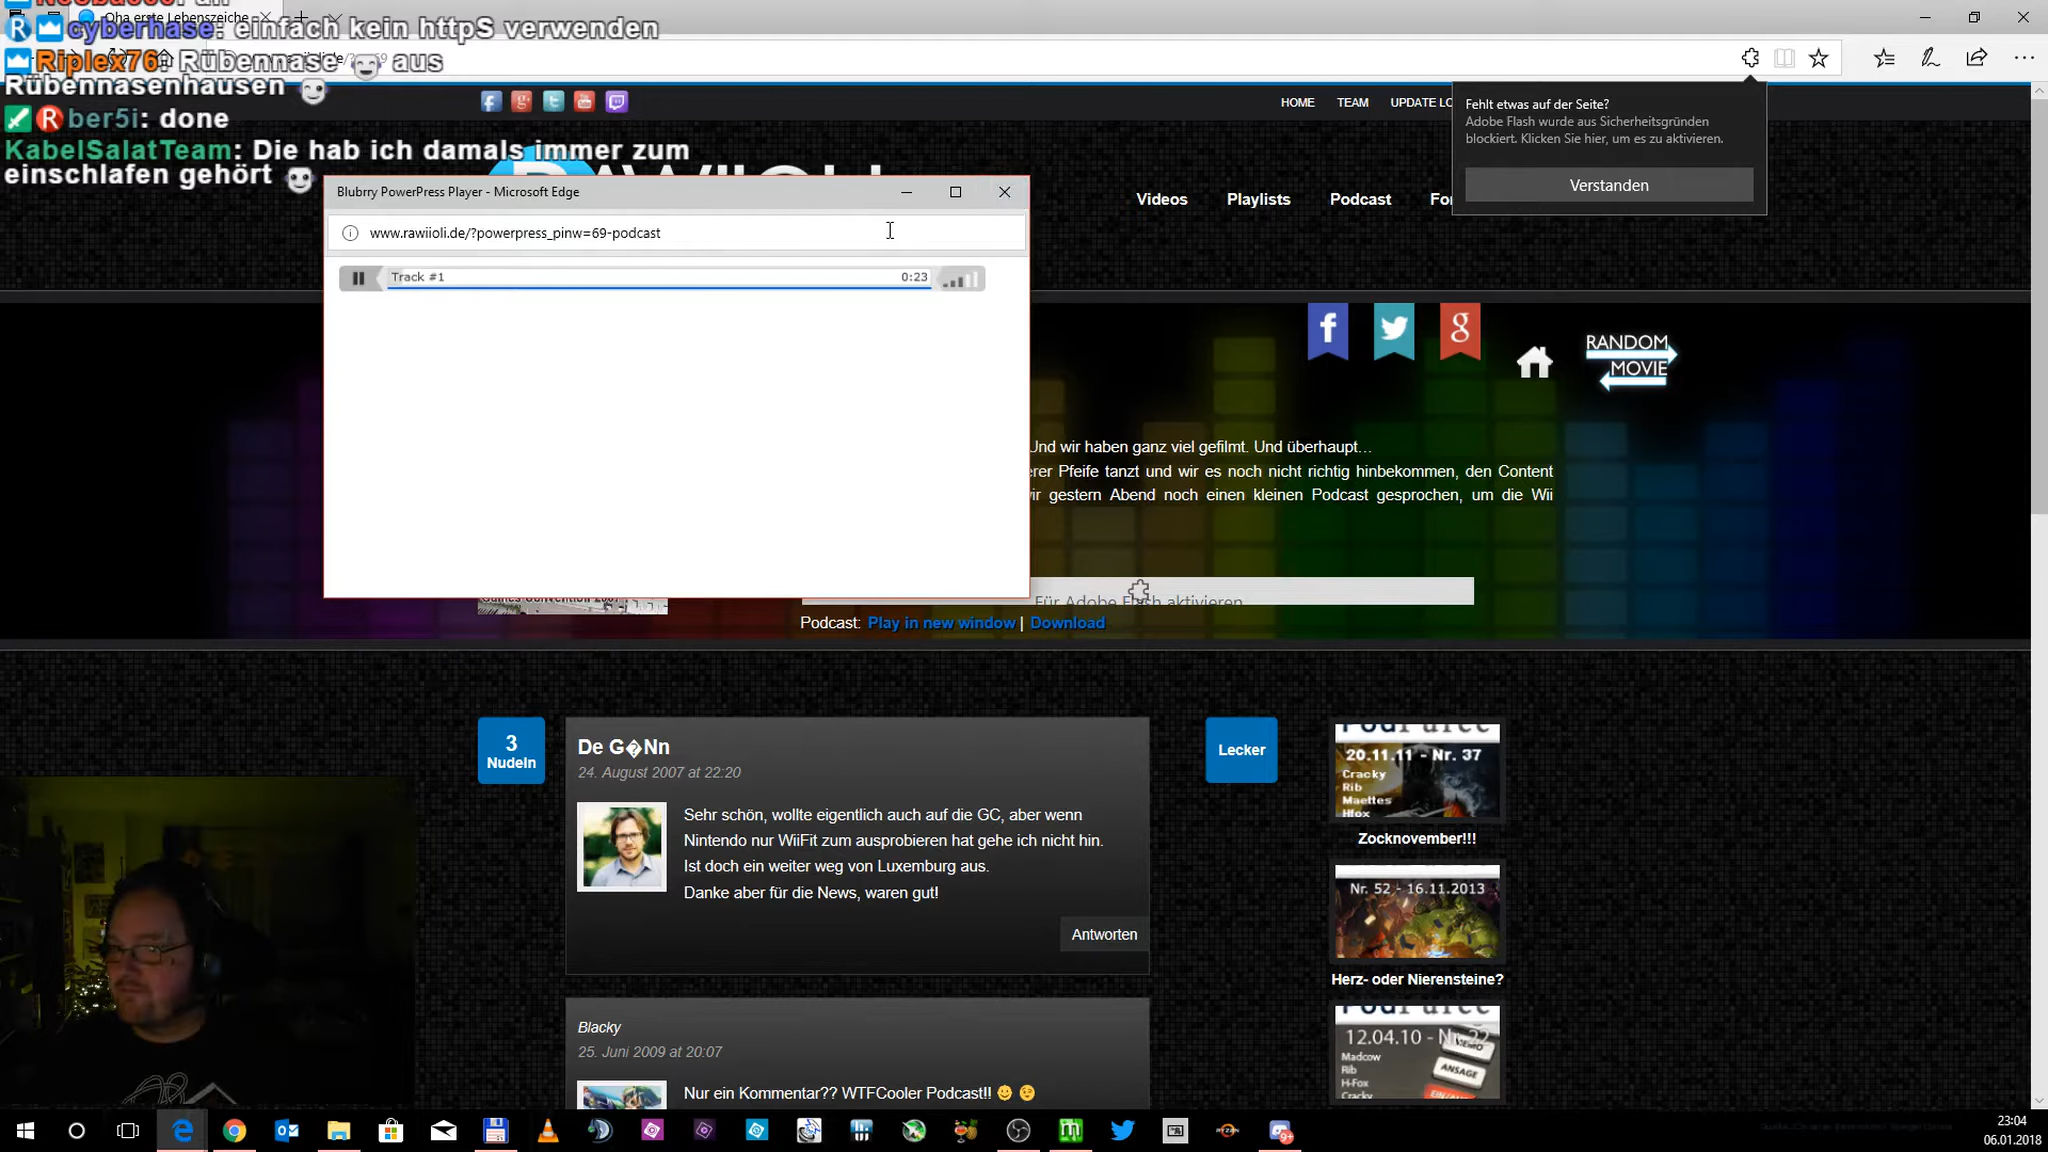 Oha erste Lebenszeiche
cyberhase: einfach kein httpS verwenden
Riplex76: Rübennase aus
Rübennasenhausen
ber5i: done
KabelSalatTeam: Die hab ich damals immer zum
einschlafen gehört
HOME TEAM UPDATE LO
Fehlt etwas auf der Seite?
Adobe Flash wurde aus Sicherheitsgründen
blockiert. Klicken Sie hier, um es zu aktivieren.
Verstanden
Videos Playlists Podcast For
Blubrry PowerPress Player - Microsoft Edge
www.rawiioli.de/?powerpress_pinw=69-podcast
Track #1 0:23
RANDOM
MOVIE
Und wir haben ganz viel gefilmt. Und überhaupt…
erer Pfeife tanzt und wir es noch nicht richtig hinbekommen, den Content
wir gestern Abend noch einen kleinen Podcast gesprochen, um die Wii
Für Adobe Flash aktivieren
Podcast: Play in new window | Download
3
Nudeln
De G�Nn
24. August 2007 at 22:20
Sehr schön, wollte eigentlich auch auf die GC, aber wenn
Nintendo nur WiiFit zum ausprobieren hat gehe ich nicht hin.
Ist doch ein weiter weg von Luxemburg aus.
Danke aber für die News, waren gut!
Antworten
Lecker
20.11.11 - Nr. 37
Cracky
Rib
Maettes
Hfox
Zocknovember!!!
Nr. 52 - 16.11.2013
Herz- oder Nierensteine?
12.04.10 - Nr. 22
Madcow
Rib
H-Fox
Cracky
MEMO
ANSAGE
Blacky
25. Juni 2009 at 20:07
Nur ein Kommentar?? WTFCooler Podcast!!
23:04
06.01.2018